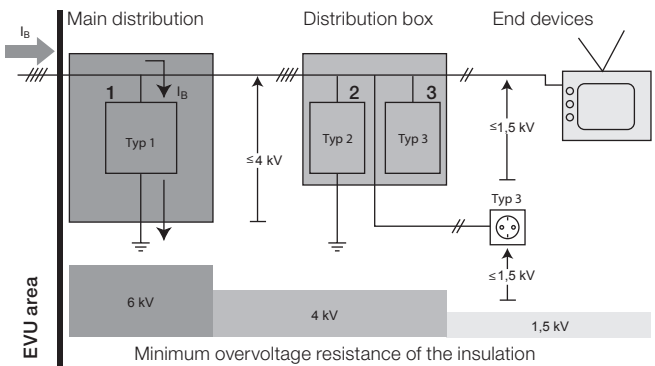 Main distribution
Distribution box
End devices
IB
1
IB
Typ 1
≤4 kV
2
3
Typ 2
Typ 3
≤1,5 kV
Typ 3
≤1,5 kV
EVU area
6 kV
4 kV
1,5 kV
Minimum overvoltage resistance of the insulation